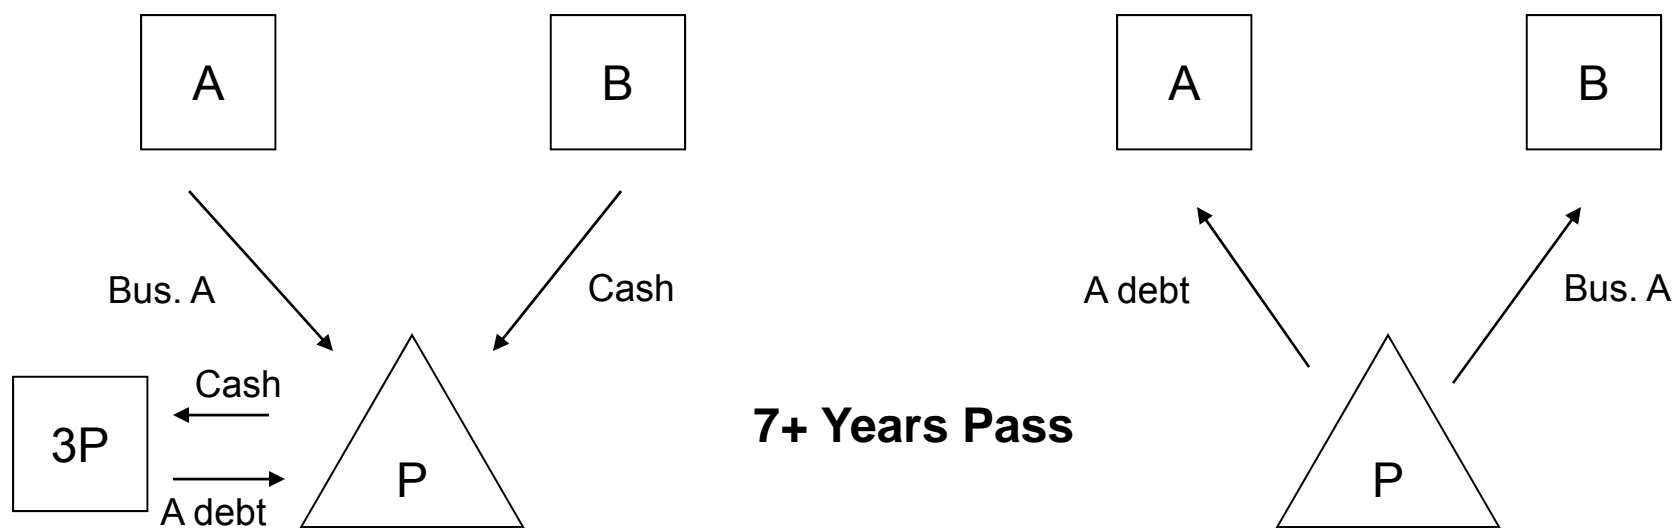 A
B
Bus. A
Cash
Cash
3P
A debt
P
7+ Years Pass
A
B
A debt
Bus. A
P